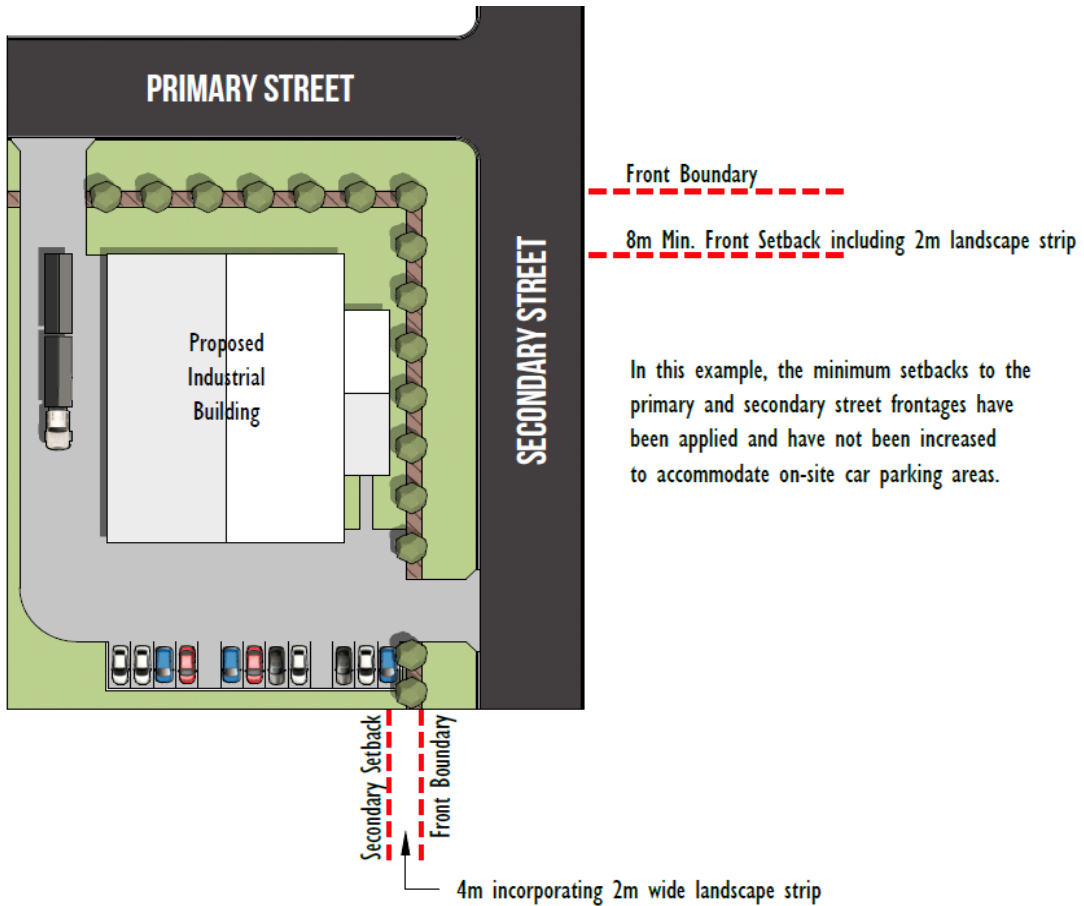 PRIMARY STREET
Front Boundary
8m Min. Front Setback including 2m landscape strip
SECONDARY STREET
Proposed
Industrial
Building
In this example, the minimum setbacks to the
primary and secondary street frontages have
been applied and have not been increased
to accommodate on-site car parking areas.
Secondary Setback
Front Boundary
4m incorporating 2m wide landscape strip